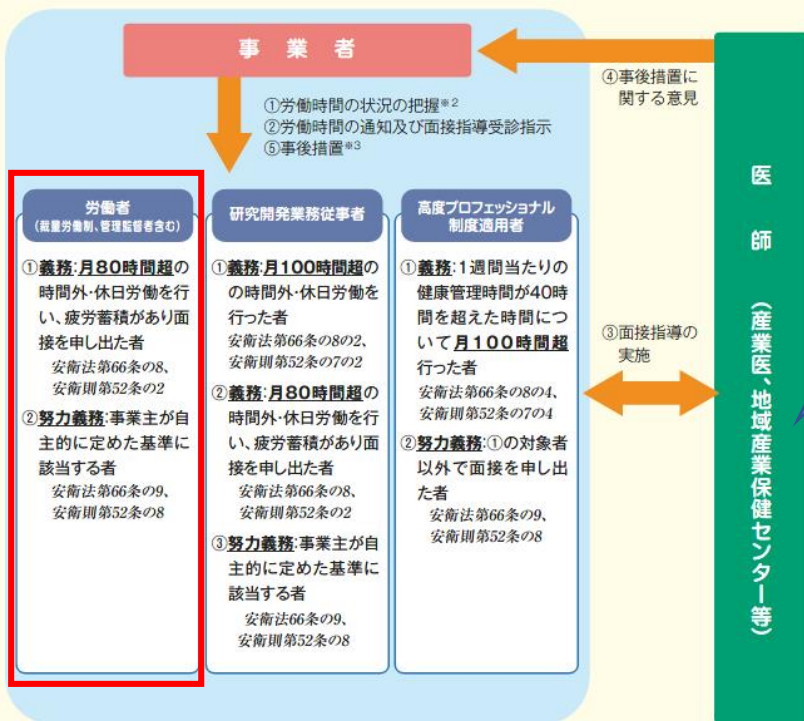 事業者
④事後措置に
関する意見
①労働時間の状況の把握※2
②労働時間の通知及び面接指導受診指示
⑤事後措置※3
労働者
(裁量労働制、管理監督者含む)
①義務:月80時間超の
時間外・休日労働を行
い、疲労蓄積があり面
接を申し出た者
安衛法第66条の8、
安衛則第52条の2
②努力義務:事業主が自
主的に定めた基準に
該当する者
安衛法第66条の9、
安衛則第52条の8
研究開発業務従事者
①義務:月100時間超の
の時間外・休日労働を
行った者
安衛法第66条の8の2、
安衛則第52条の7の2
②義務:月80時間超の
時間外・休日労働を行
い、疲労蓄積があり面
接を申し出た者
安衛法第66条の8、
安衛則第52条の2
③努力義務:事業主が自
主的に定めた基準に
該当する者
安衛法66条の9、
安衛則第52条の8
高度プロフェッショナル
制度適用者
①義務:1週間当たりの
健康管理時間が40時
間を超えた時間につ
いて月100時間超
行った者
安衛法第66条の8の4、
安衛則第52条の7の4
②努力義務:①の対象者
以外で面接を申し出
た者
安衛法第66条の9、
安衛則第52条の8
③面接指導の
実施
医師(産業医、地域産業保健センター等)